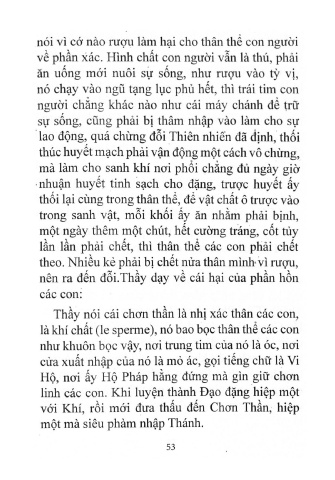 nói vì cớ nào rượu làm hại cho thân thể con người
về phần xác. Hình chất con người vẫn là thú, phải
ăn uống mới nuôi sự sống, như rượu vào tỳ vị,
nó chạy vào ngũ tạng lục phủ hết, thì trái tim con
người chẳng khác nào như cái máy chánh để trữ
sự sống, cũng phải bị thâm nhập vào làm cho sự
lao động, quá chừng đỗi Thiên nhiên đã định, thối
thúc huyết mạch phải vận động một cách vô chừng,
mà làm cho sanh khí nơi phổi chẳng đủ ngày giờ
nhuận huyết tinh sạch cho đặng, trược huyết ấy
thối lại cùng trong thân thể, để vật chất ô trược vào
trong sanh vật, mỗi khối ấy ăn nhằm phải bịnh,
một ngày thêm một chút, hết cường tráng, cốt tủy
lần lần phải chết, thì thân thể các con phải chết
theo. Nhiều kẻ phải bị chết nửa thân mình vì rượu,
nên ra đến đỗi.Thầy dạy về cái hại của phần hồn
các con:
Thầy nói cái chơn thần là nhị xác thân các con,
là khí chất (le sperme), nó bao bọc thân thể các con
như khuôn bọc vậy, nơi trung tim của nó là óc, nơi
cửa xuất nhập của nó là mỏ ác, gọi tiếng chữ là Vi
Hộ, nơi ấy Hộ Pháp hằng đứng mà gìn giữ chơn
linh các con. Khi luyện thành Đạo đặng hiệp một
với Khí, rồi mới đưa thấu đến Chơn Thần, hiệp
một mà siêu phàm nhập Thánh.
53